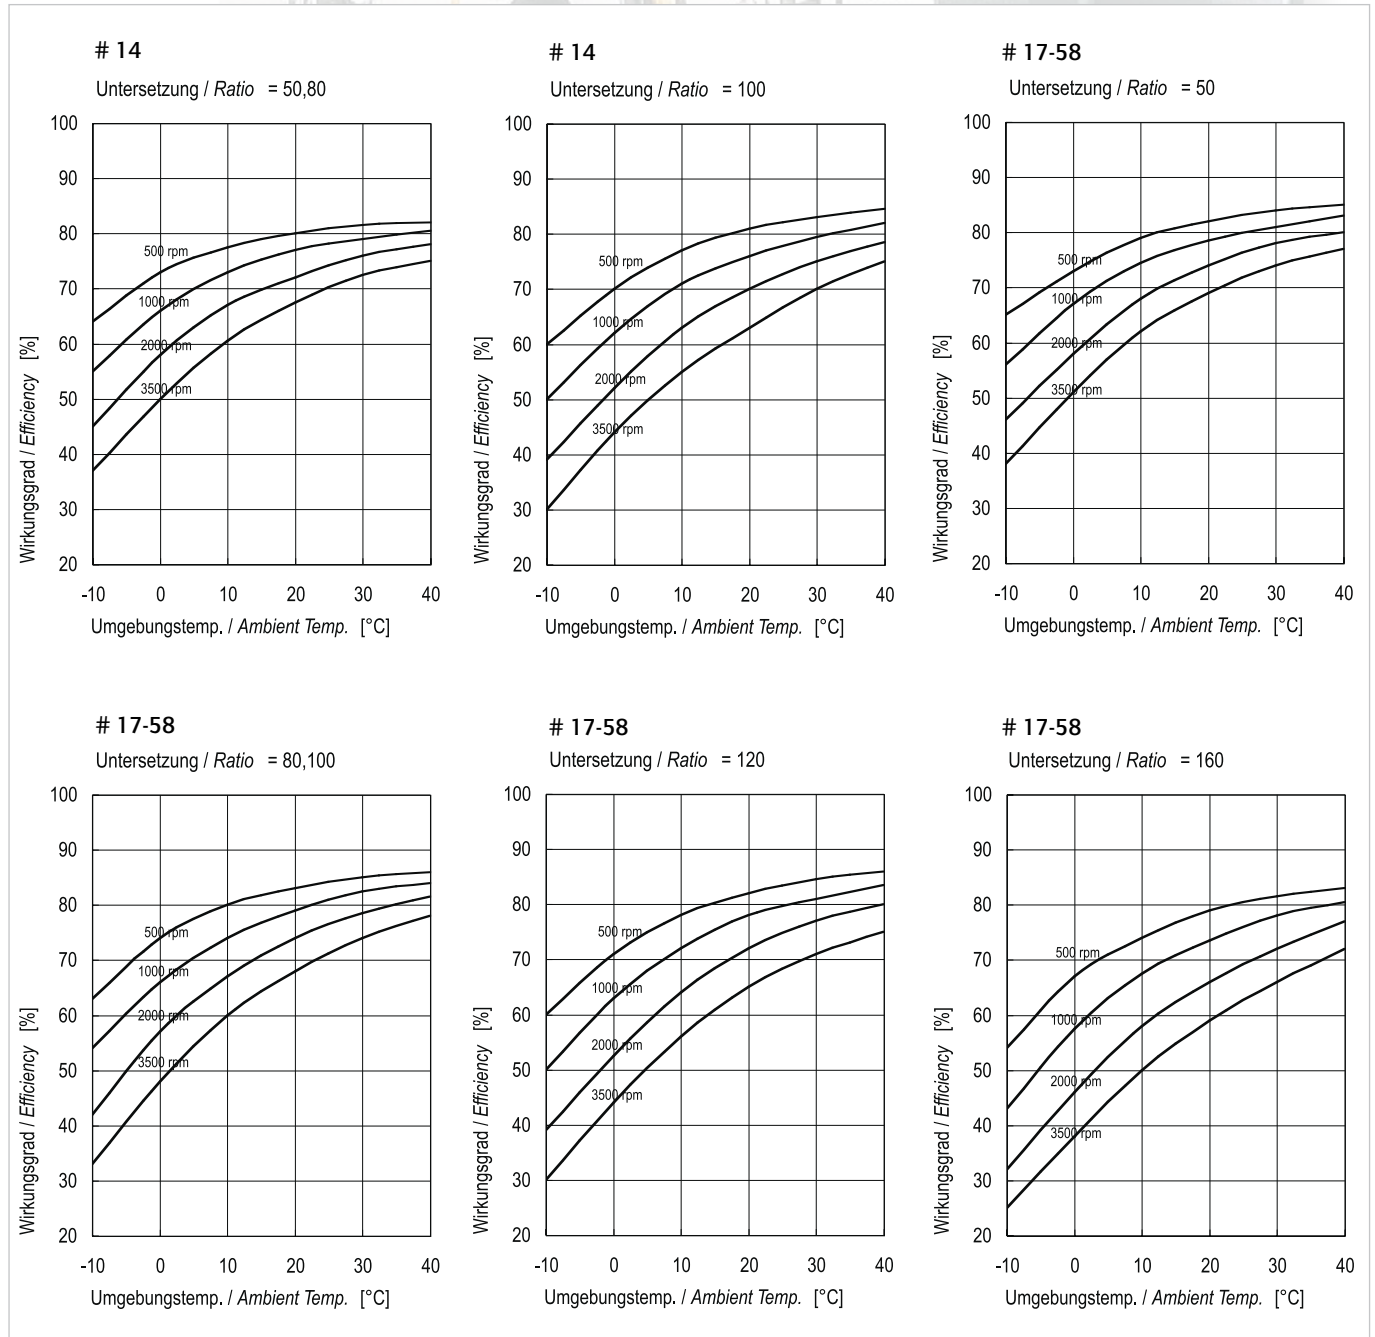 # 14
Untersetzung / Ratio = 50,80
100
90
80
70
60
50
40
30
20
500 rpm
1000 rpm
2000 rpm
3500 rpm
-10 0 10 20 30 40
Wirkungsgrad / Efficiency [%]
Umgebungstemp. / Ambient Temp. [°C]
# 14
Untersetzung / Ratio = 100
100
90
80
70
60
50
40
30
20
500 rpm
1000 rpm
2000 rpm
3500 rpm
-10 0 10 20 30 40
Wirkungsgrad / Efficiency [%]
Umgebungstemp. / Ambient Temp. [°C]
# 17-58
Untersetzung / Ratio = 50
100
90
80
70
60
50
40
30
20
500 rpm
1000 rpm
2000 rpm
3500 rpm
-10 0 10 20 30 40
Wirkungsgrad / Efficiency [%]
Umgebungstemp. / Ambient Temp. [°C]
# 17-58
Untersetzung / Ratio = 80,100
100
90
80
70
60
50
40
30
20
500 rpm
1000 rpm
2000 rpm
3500 rpm
-10 0 10 20 30 40
Wirkungsgrad / Efficiency [%]
Umgebungstemp. / Ambient Temp. [°C]
# 17-58
Untersetzung / Ratio = 120
100
90
80
70
60
50
40
30
20
500 rpm
1000 rpm
2000 rpm
3500 rpm
-10 0 10 20 30 40
Wirkungsgrad / Efficiency [%]
Umgebungstemp. / Ambient Temp. [°C]
# 17-58
Untersetzung / Ratio = 160
100
90
80
70
60
50
40
30
20
500 rpm
1000 rpm
2000 rpm
3500 rpm
-10 0 10 20 30 40
Wirkungsgrad / Efficiency [%]
Umgebungstemp. / Ambient Temp. [°C]